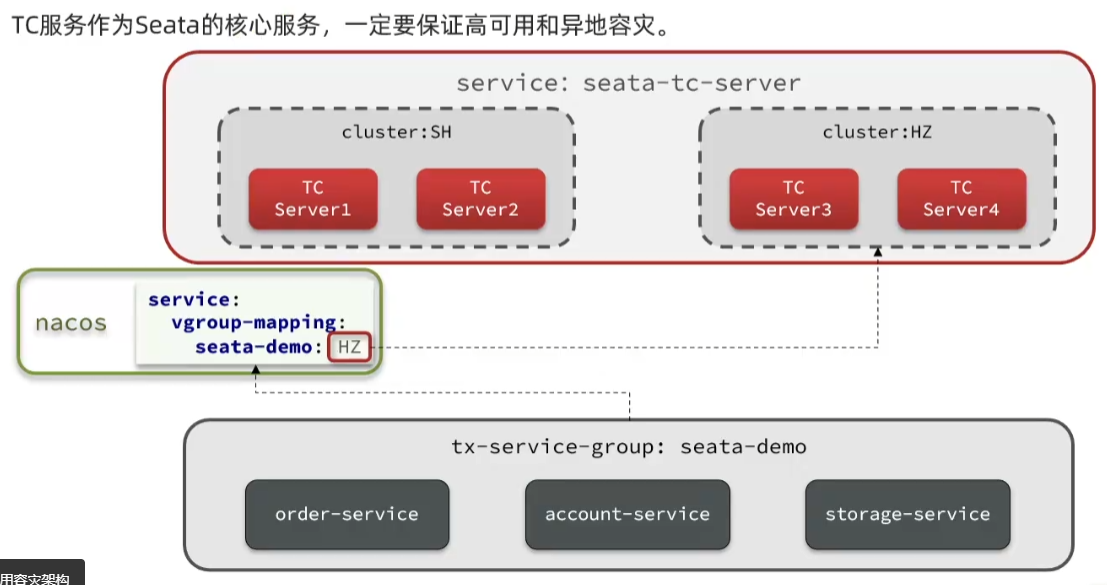 TC服务作为Seata的核心服务，一定要保证高可用和异地容灾。
service: seata-tc-server
cluster:SH
cluster:HZ
TC
Server1
TC
Server2
TC
Server3
TC
Server4
nacos
service:
vgroup-mapping:
seata-demo: HZ
tx-service-group: seata-demo
order-service
account-service
storage-service
用容灾架构